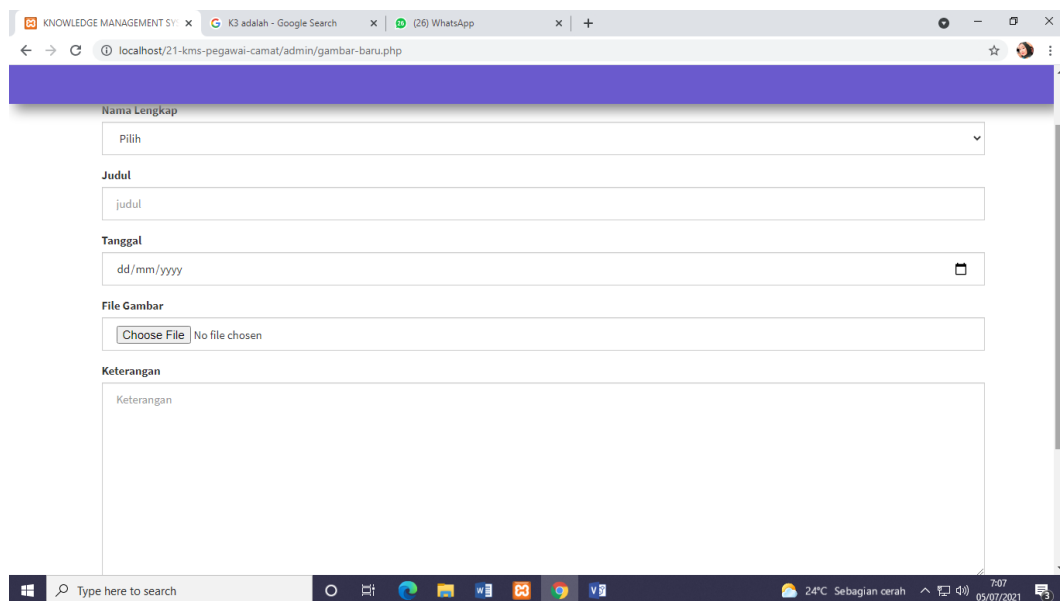 KNOWLEDGE MANAGEMENT SY
K3 adalah - Google Search
(26) WhatsApp
localhost/21-kms-pegawai-camat/admin/gambar-baru.php
Nama Lengkap
Pilih
Judul
judul
Tanggal
dd/mm/yyyy
File Gambar
Choose File No file chosen
Keterangan
Keterangan
Type here to search
24°C Sebagian cerah
7:07
05/07/2021